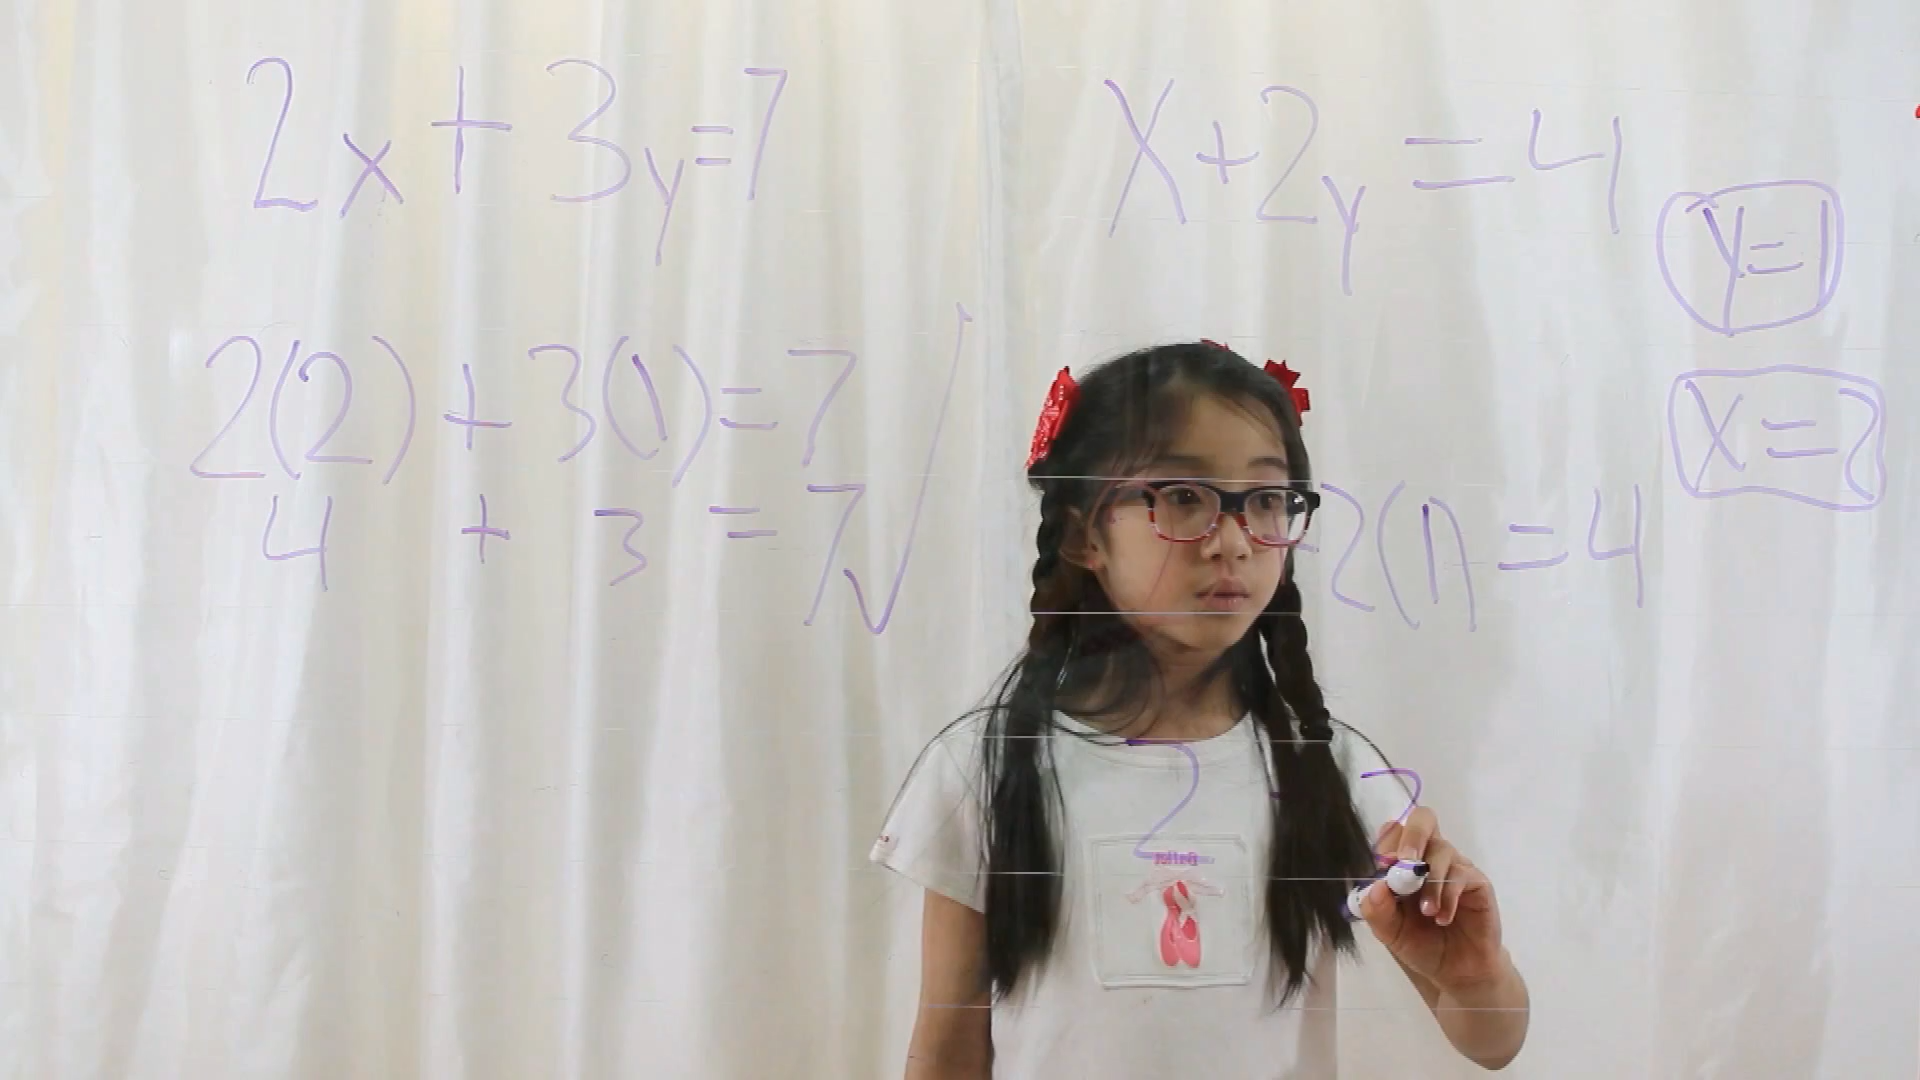 2x + 3y = 7
x + 2y = 4
y = 1
x = 2
2(2) + 3(1) = 7
4 + 3 = 7 ✓
2(1) = 4
2 2